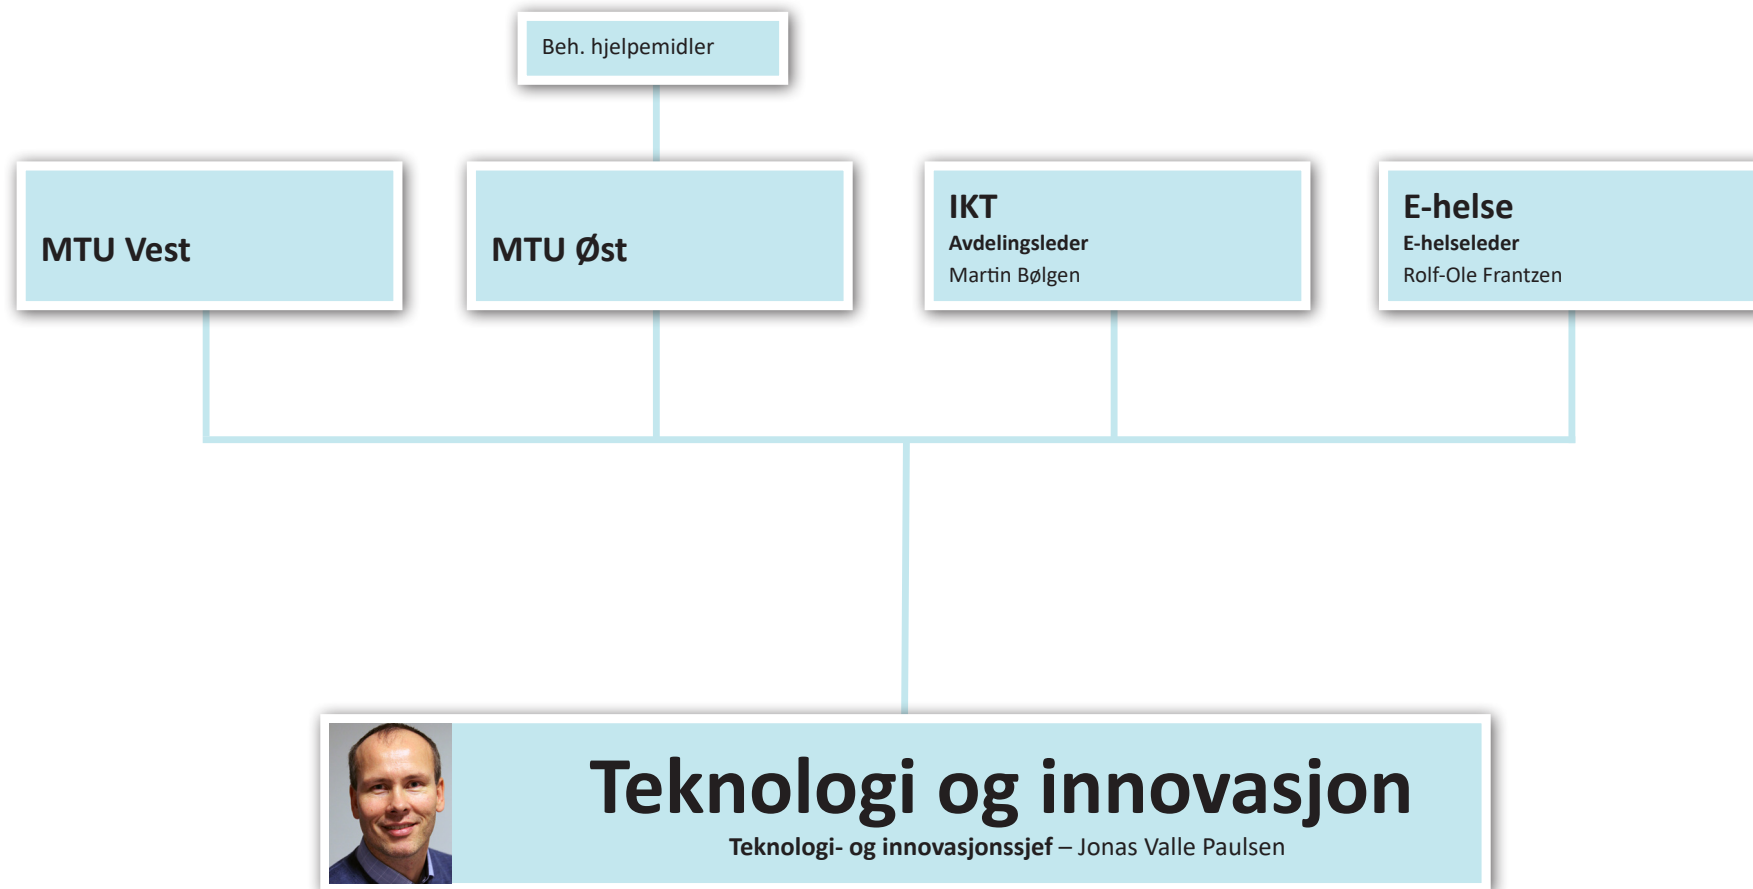 Beh. hjelpemidler
MTU Vest
MTU Øst
IKT
Avdelingsleder
Martin Bølgen
E-helse
E-helseleder
Rolf-Ole Frantzen
Teknologi og innovasjon
Teknologi- og innovasjonssjef – Jonas Valle Paulsen